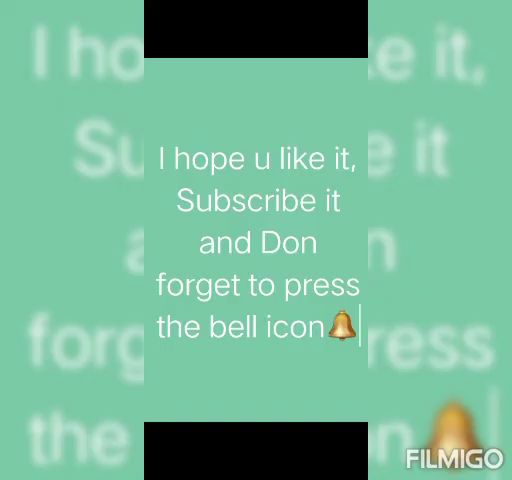 I hope u like it,
Subscribe it
and Don
forget to press
the bell icon🔔
FILMIGO